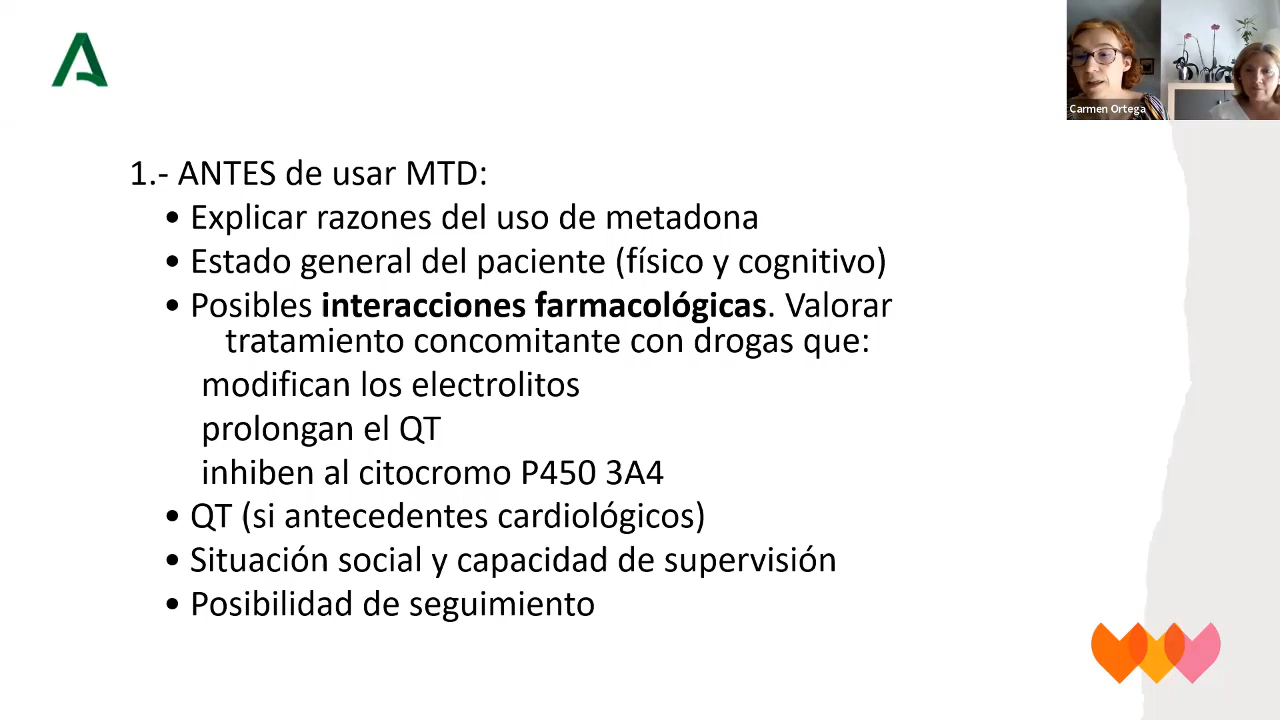 Carmen Ortega
1.- ANTES de usar MTD:
• Explicar razones del uso de metadona
• Estado general del paciente (físico y cognitivo)
• Posibles interacciones farmacológicas. Valorar
tratamiento concomitante con drogas que:
modifican los electrolitos
prolongan el QT
inhiben al citocromo P450 3A4
• QT (si antecedentes cardiológicos)
• Situación social y capacidad de supervisión
• Posibilidad de seguimiento